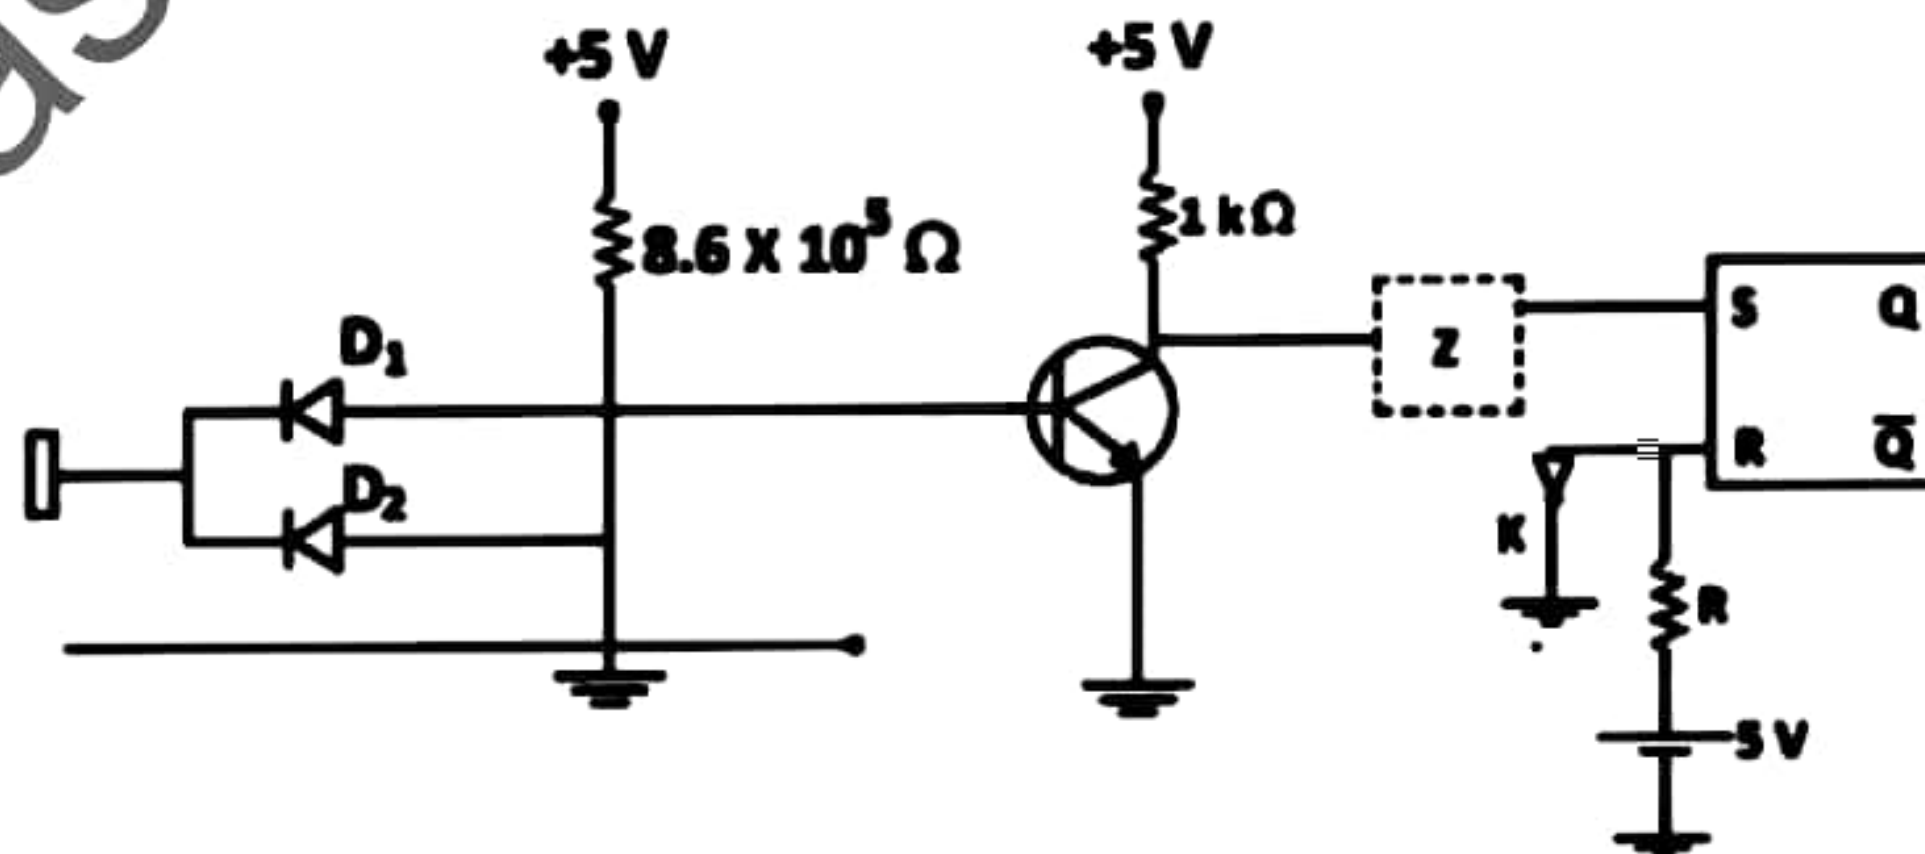 +5 V
+5 V
8.6 X 10⁵ Ω
1 kΩ
D₁
Z
S
Q
D₂
R
Q̅
K
R
5 V